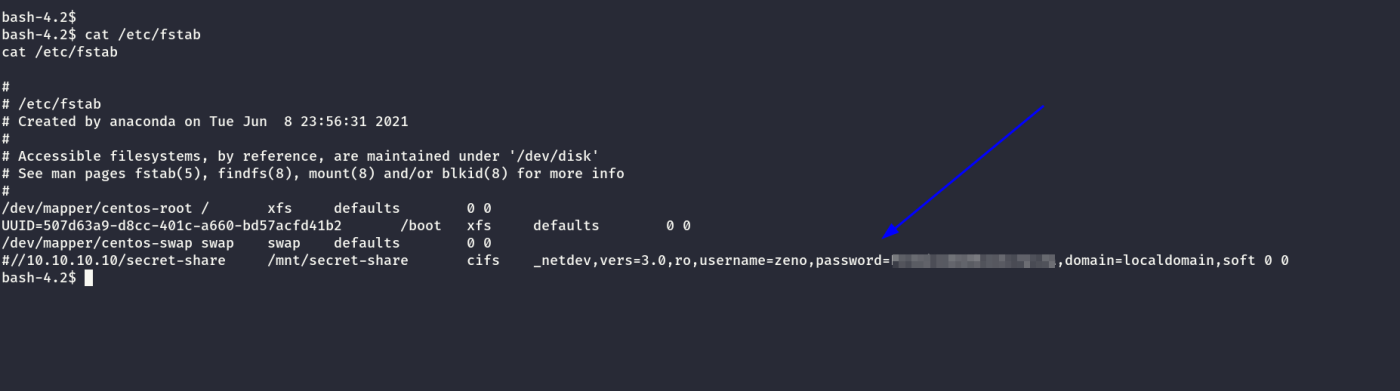 bash-4.2$
bash-4.2$ cat /etc/fstab
cat /etc/fstab
#
# /etc/fstab
# Created by anaconda on Tue Jun  8 23:56:31 2021
#
# Accessible filesystems, by reference, are maintained under '/dev/disk'
# See man pages fstab(5), findfs(8), mount(8) and/or blkid(8) for more info
#
/dev/mapper/centos-root /       xfs     defaults        0 0
UUID=507d63a9-d8cc-401c-a660-bd57acfd41b2       /boot   xfs     defaults        0 0
/dev/mapper/centos-swap swap    swap    defaults        0 0
#//10.10.10.10/secret-share     /mnt/secret-share       cifs    _netdev,vers=3.0,ro,username=zeno,password= ,domain=localdomain,soft 0 0
bash-4.2$